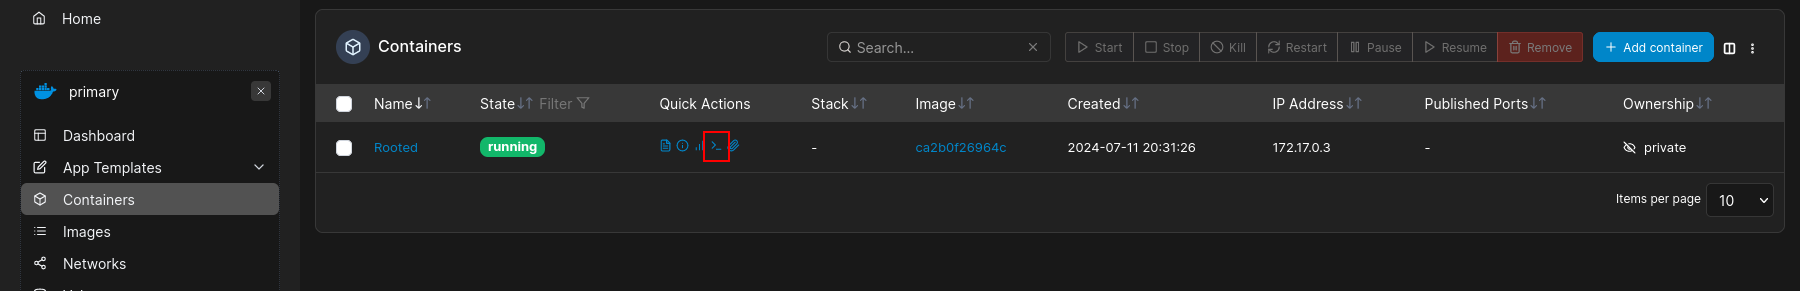 Home
primary
Dashboard
App Templates
Containers
Images
Networks
Containers
Search...
Start Stop Kill Restart Pause Resume Remove
Add container
Name State Filter Quick Actions Stack Image Created IP Address Published Ports Ownership
Rooted running - ca2b0f26964c 2024-07-11 20:31:26 172.17.0.3 - private
Items per page 10